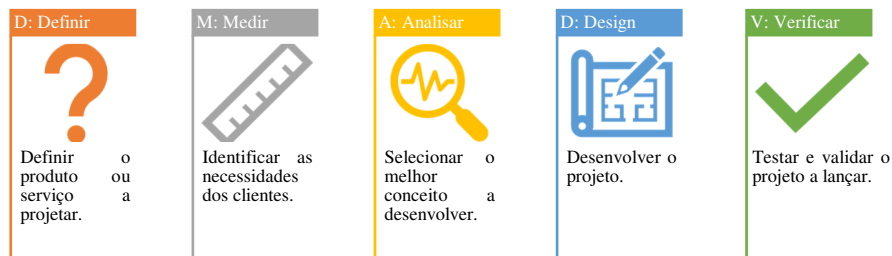 D: Definir
Definir o
produto ou
serviço a
projetar.
M: Medir
Identificar as
necessidades
dos clientes.
A: Analisar
Selecionar o
melhor
conceito a
desenvolver.
D: Design
Desenvolver o
projeto.
V: Verificar
Testar e validar o
projeto a lançar.